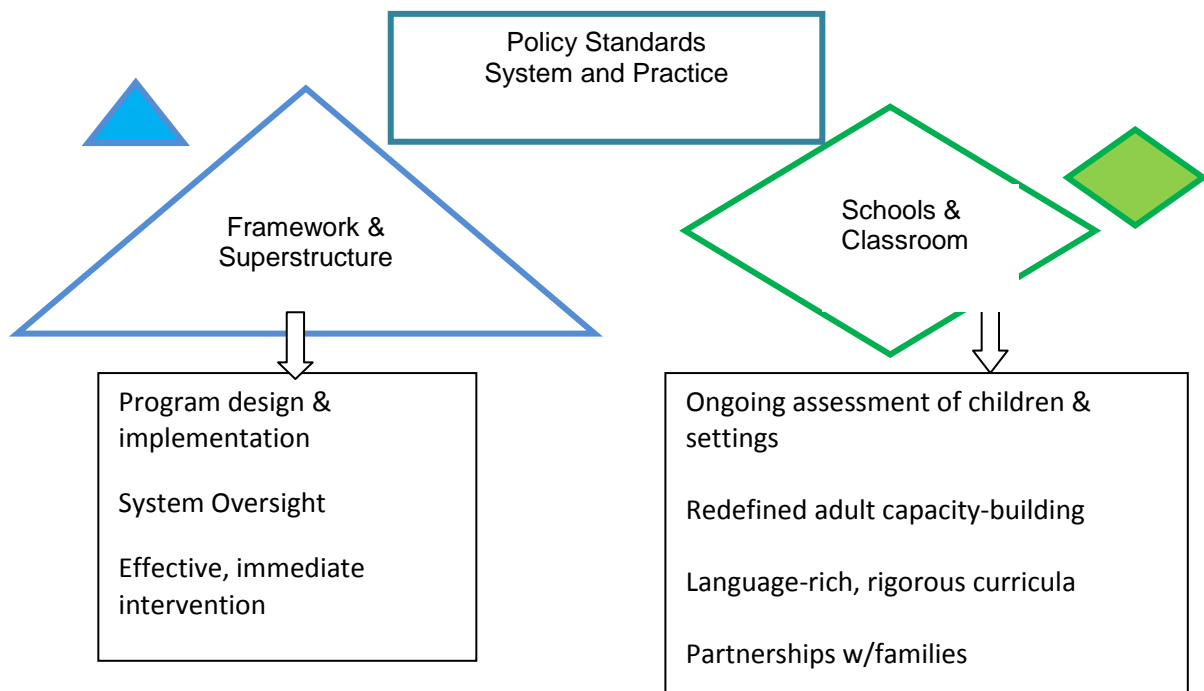 Policy Standards
System and Practice
Framework &
Superstructure
Schools &
Classroom
Program design &
implementation
System Oversight
Effective, immediate
intervention
Ongoing assessment of children &
settings
Redefined adult capacity-building
Language-rich, rigorous curricula
Partnerships w/families